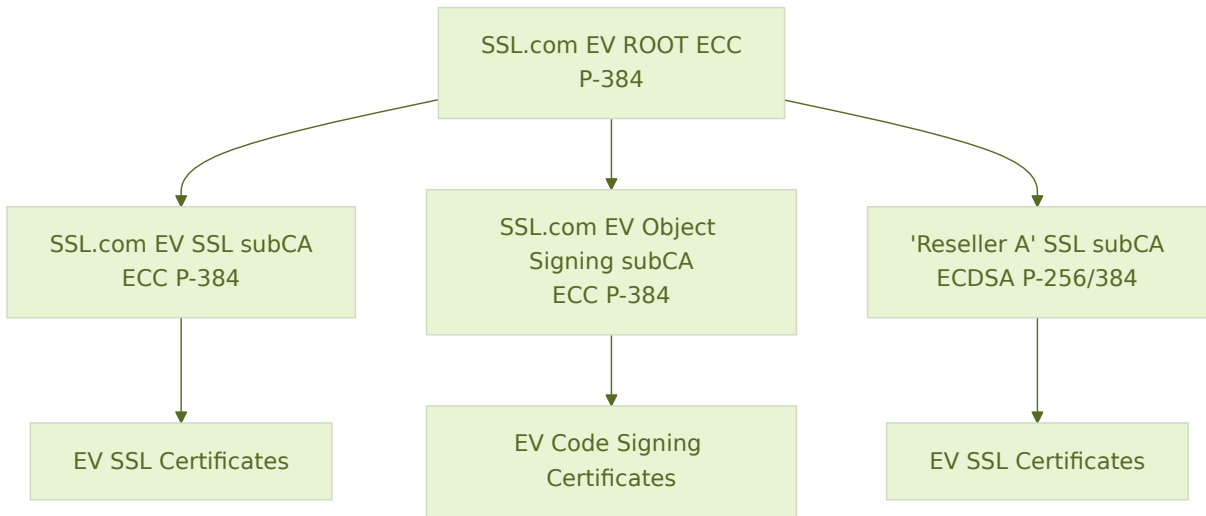 SSL.com EV ROOT ECC
P-384
SSL.com EV SSL subCA
ECC P-384
SSL.com EV Object
Signing subCA
ECC P-384
'Reseller A' SSL subCA
ECDSA P-256/384
EV SSL Certificates
EV Code Signing
Certificates
EV SSL Certificates